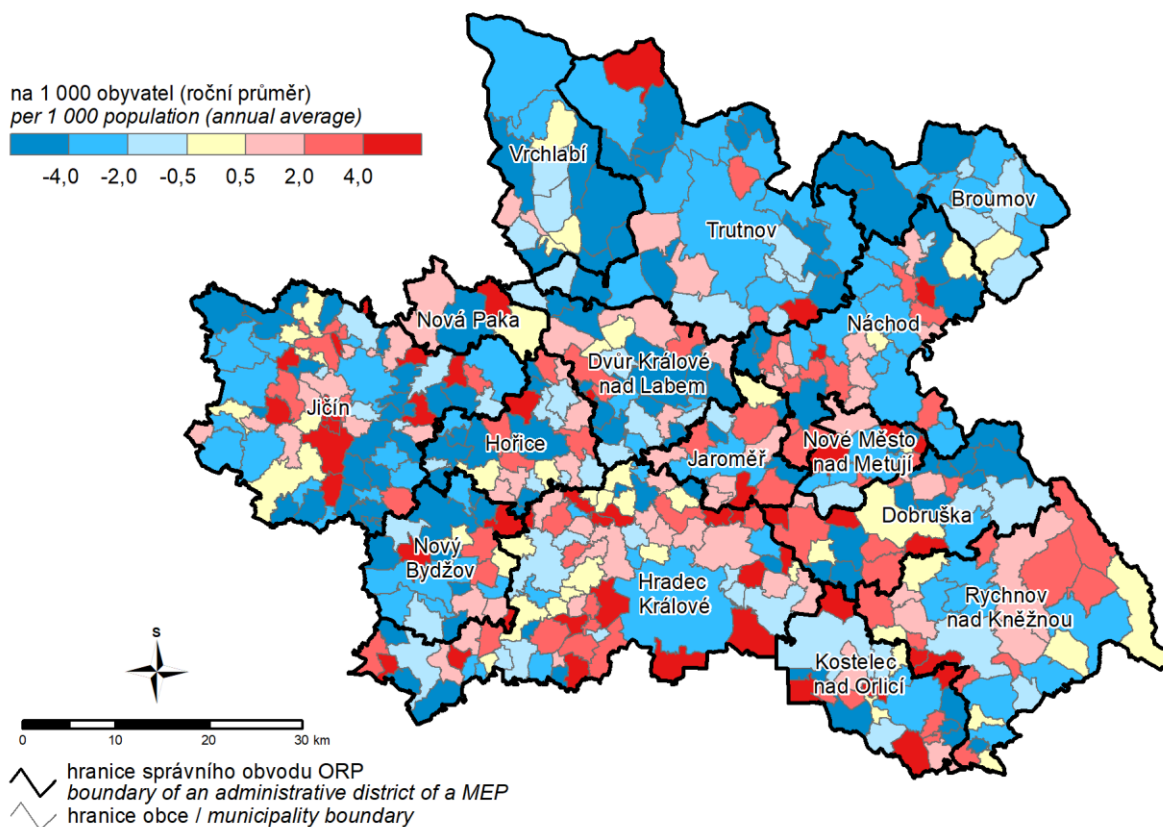 na 1 000 obyvatel (roční průměr)
per 1 000 population (annual average)
-4,0 -2,0 -0,5 0,5 2,0 4,0
Vrchlabí
Broumov
Trutnov
Nová Paka
Náchod
Dvůr Králové
nad Labem
Jičín
Hořice
Jaroměř
Nové Město
nad Metují
Dobruška
Nový
Bydžov
Hradec
Králové
Rychnov
nad Kněžnou
Kostelec
nad Orlicí
S
0 10 20 30 km
hranice správního obvodu ORP
boundary of an administrative district of a MEP
hranice obce / municipality boundary